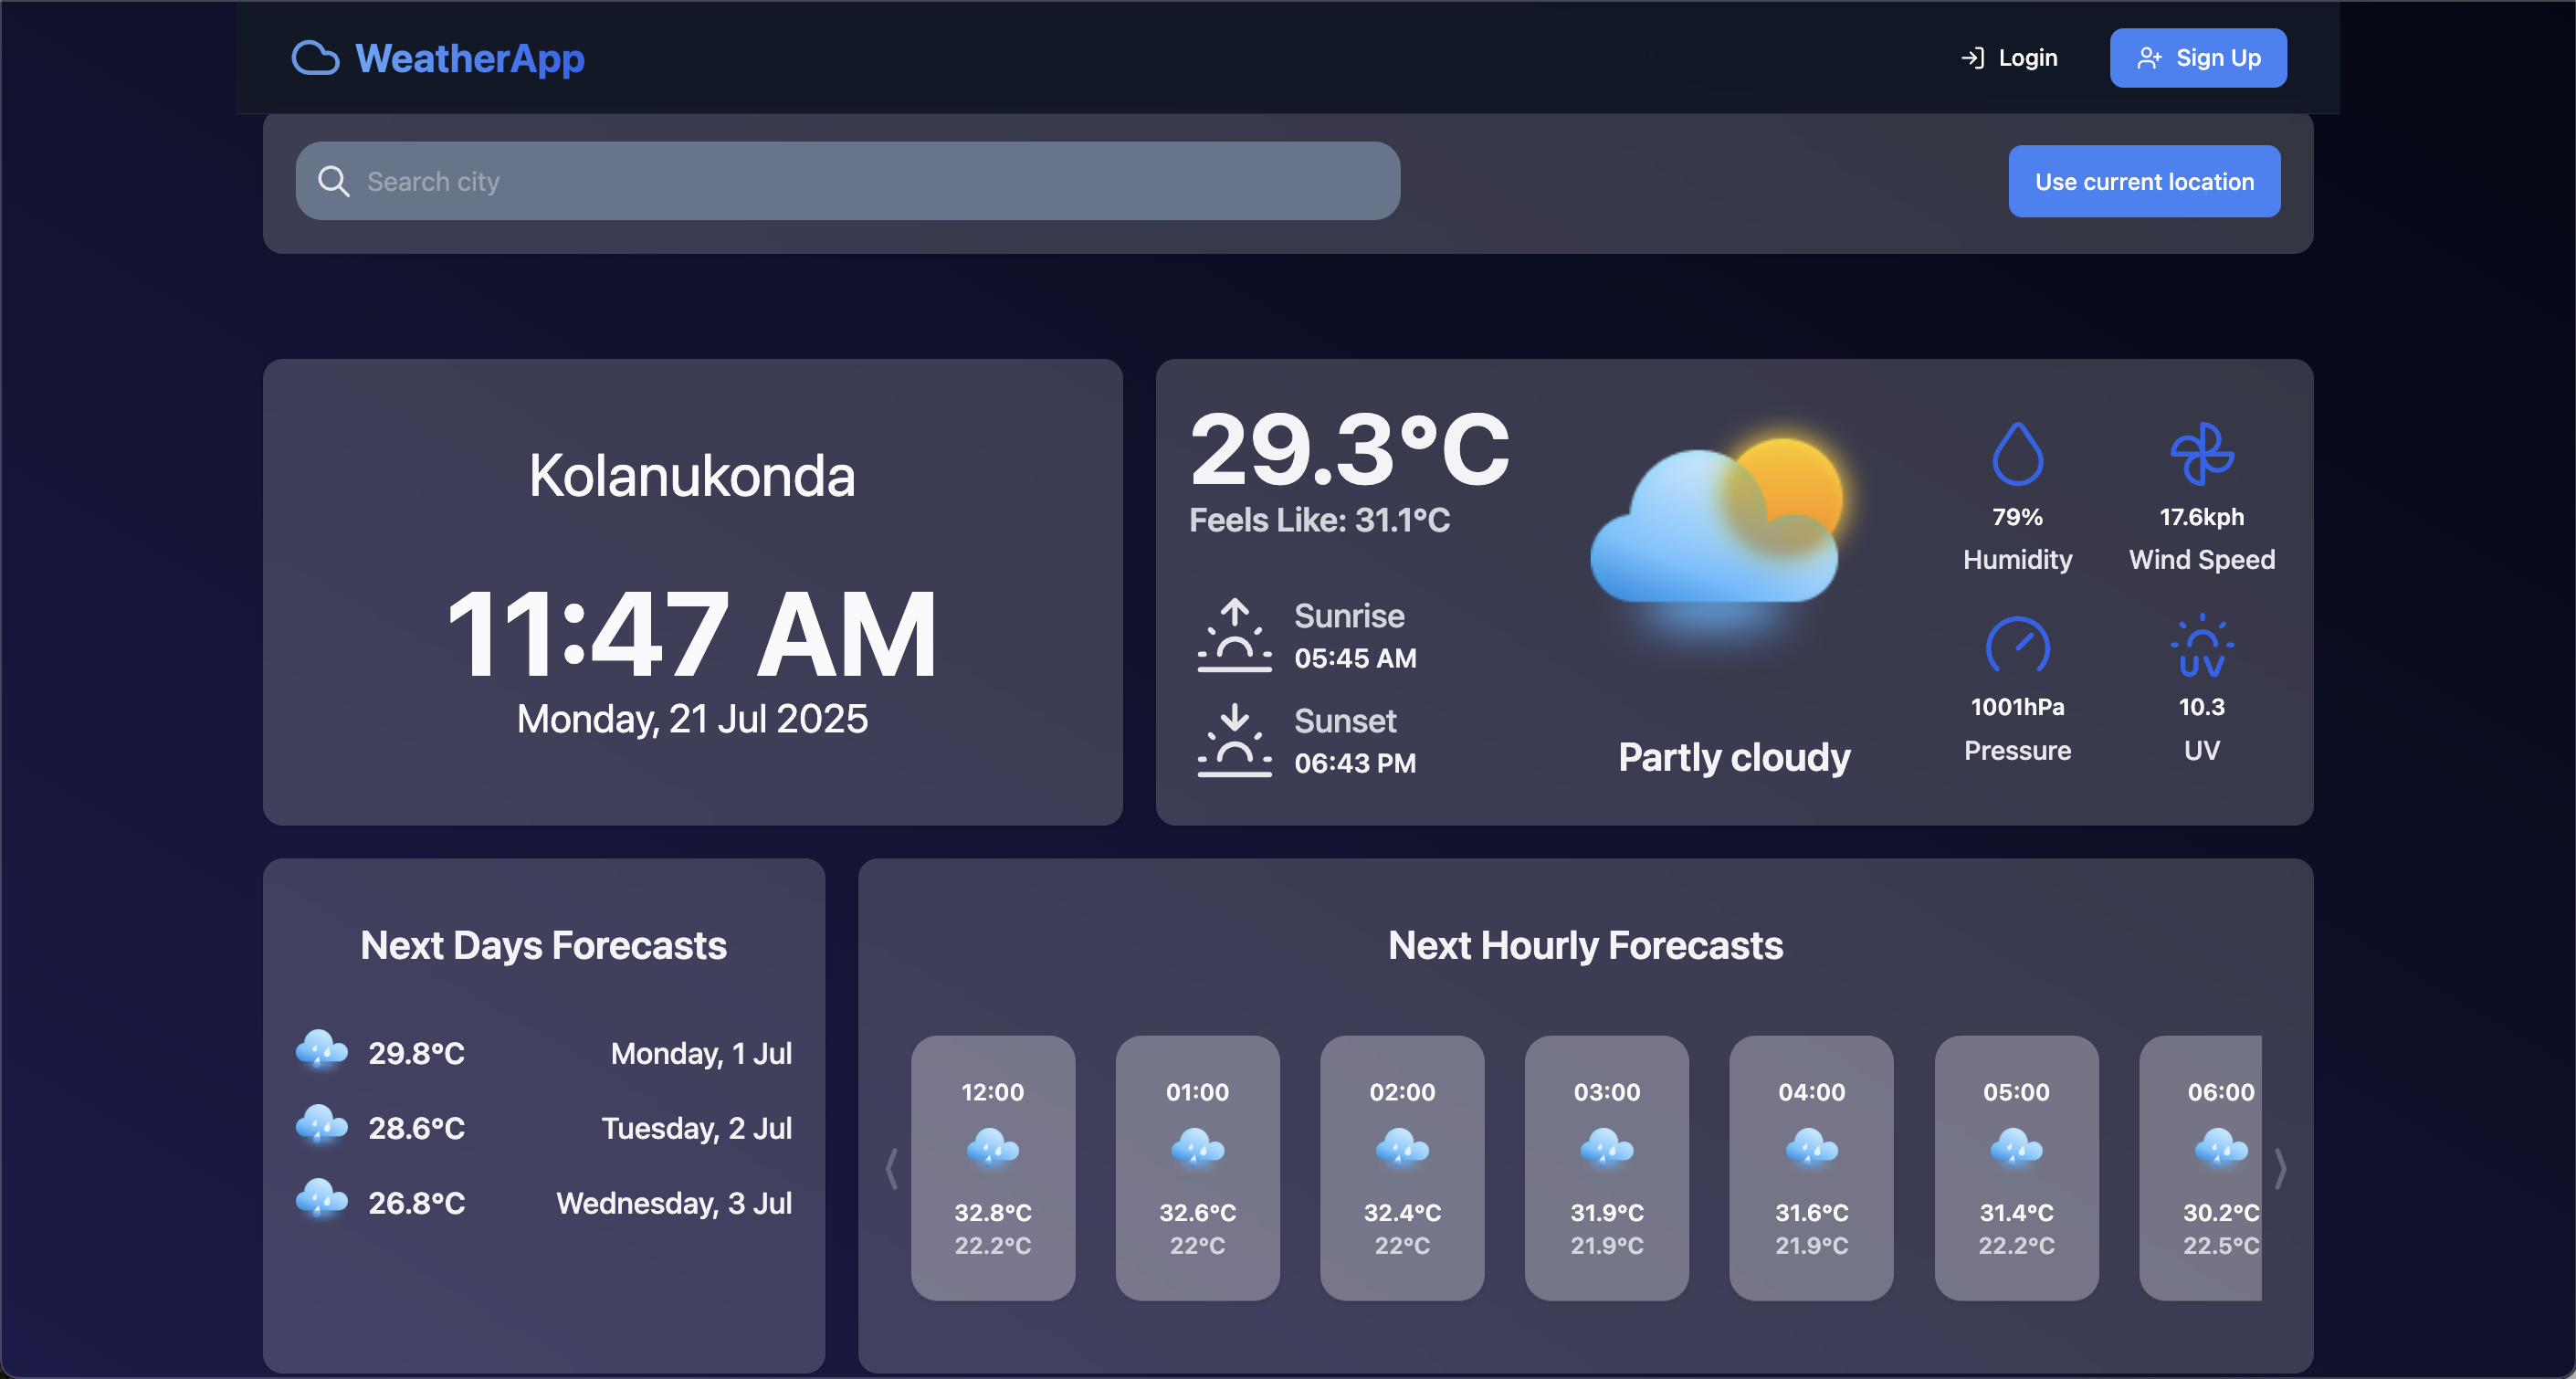 WeatherApp
Login
Sign Up
Search city
Use current location
Kolanukonda
11:47 AM
Monday, 21 Jul 2025
29.3°C
Feels Like: 31.1°C
Sunrise
05:45 AM
Sunset
06:43 PM
Partly cloudy
79%
Humidity
17.6kph
Wind Speed
1001hPa
Pressure
UV
10.3
UV
Next Days Forecasts
29.8°C Monday, 1 Jul
28.6°C Tuesday, 2 Jul
26.8°C Wednesday, 3 Jul
Next Hourly Forecasts
12:00
32.8°C
22.2°C
01:00
32.6°C
22°C
02:00
32.4°C
22°C
03:00
31.9°C
21.9°C
04:00
31.6°C
21.9°C
05:00
31.4°C
22.2°C
06:00
30.2°C
22.5°C